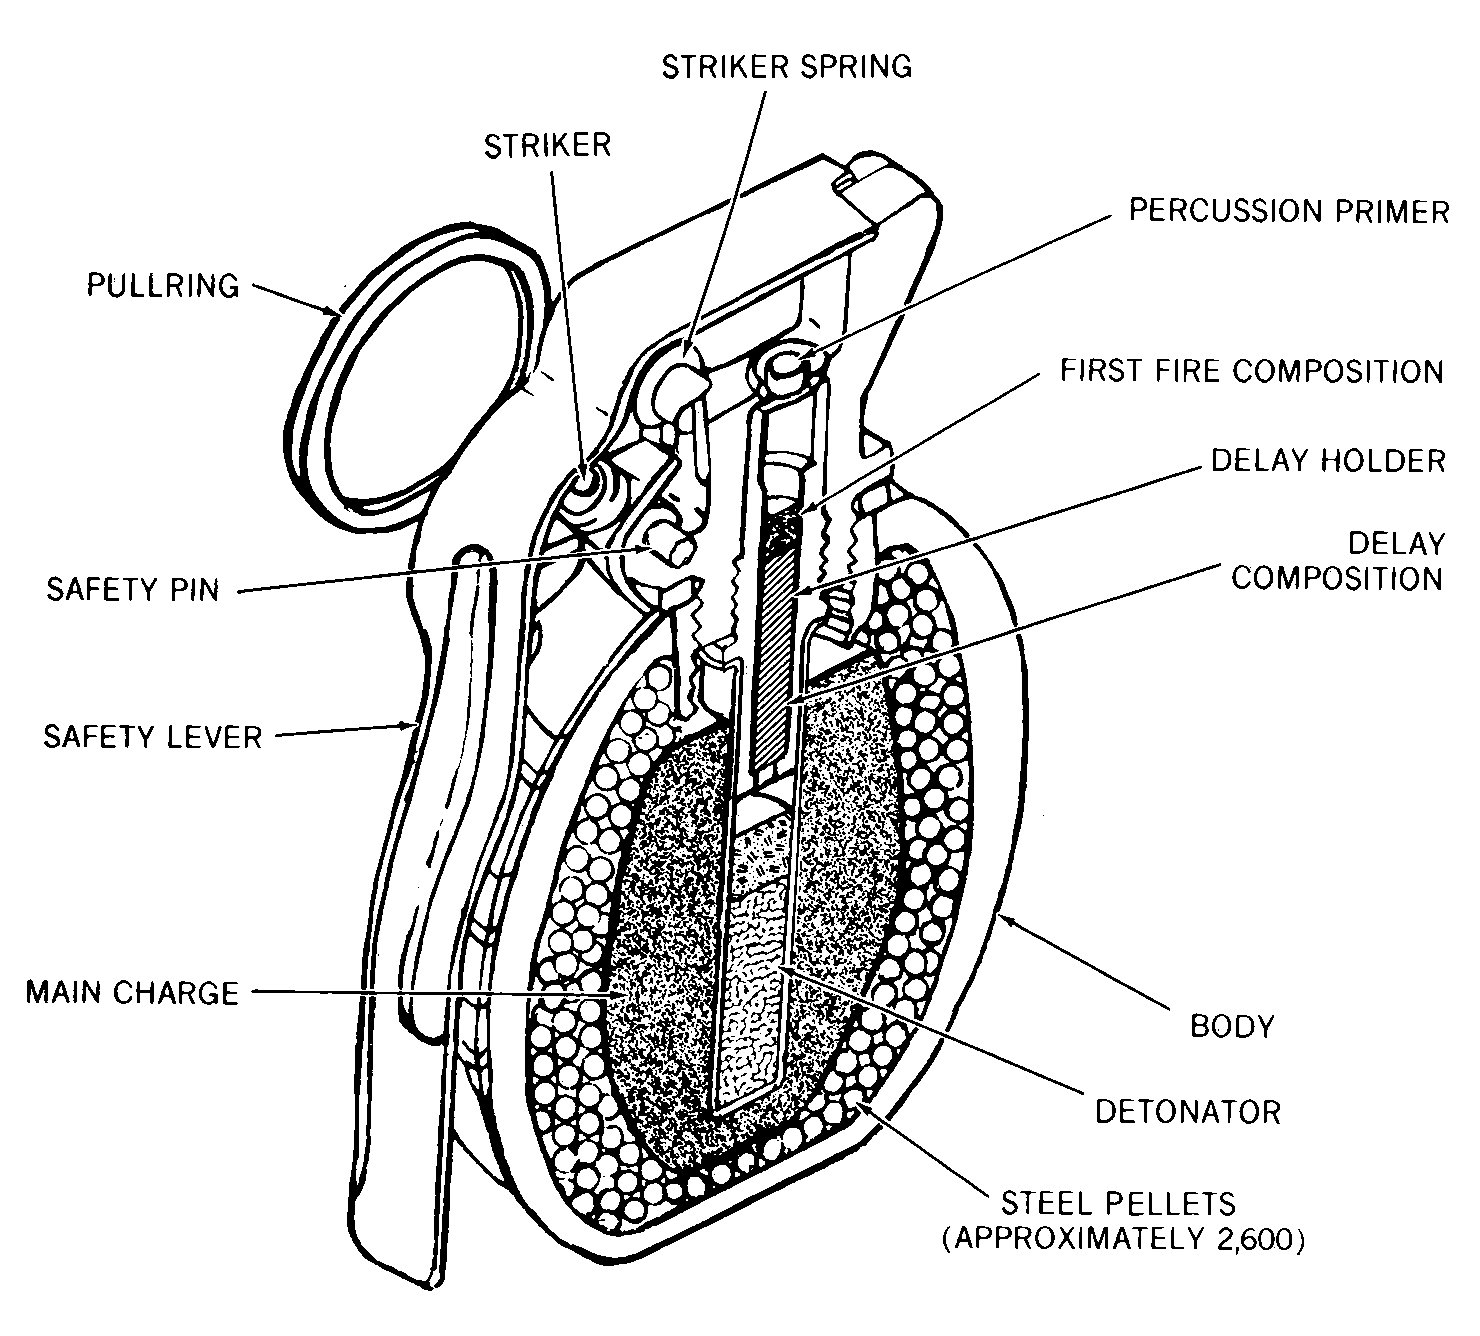 STRIKER SPRING
STRIKER
PERCUSSION PRIMER
PULLRING
FIRST FIRE COMPOSITION
DELAY HOLDER
DELAY
COMPOSITION
SAFETY PIN
SAFETY LEVER
MAIN CHARGE
BODY
DETONATOR
STEEL PELLETS
(APPROXIMATELY 2,600)